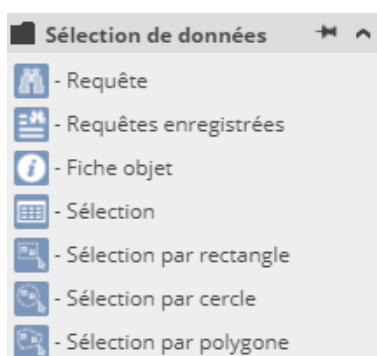 Sélection de données
- Requête
- Requêtes enregistrées
- Fiche objet
- Sélection
- Sélection par rectangle
- Sélection par cercle
- Sélection par polygone